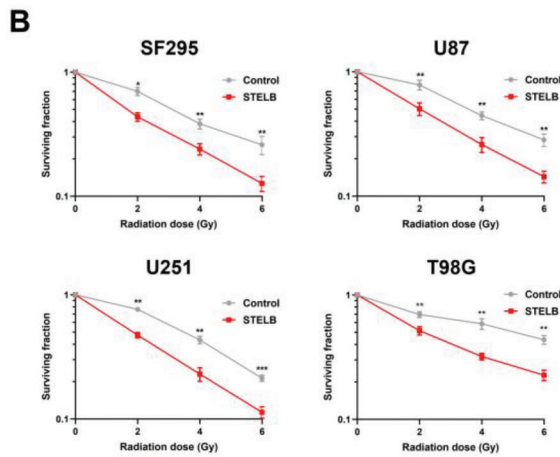 B
SF295
Surviving fraction
1
0.1
*
**
**
Control
STELB
0
2
4
6
Radiation dose (Gy)
U87
Surviving fraction
1
0.1
**
**
**
Control
STELB
0
2
4
6
Radiation dose (Gy)
U251
Surviving fraction
1
0.1
**
**
***
Control
STELB
0
2
4
6
Radiation dose (Gy)
T98G
Surviving fraction
1
0.1
**
**
**
Control
STELB
0
2
4
6
Radiation dose (Gy)